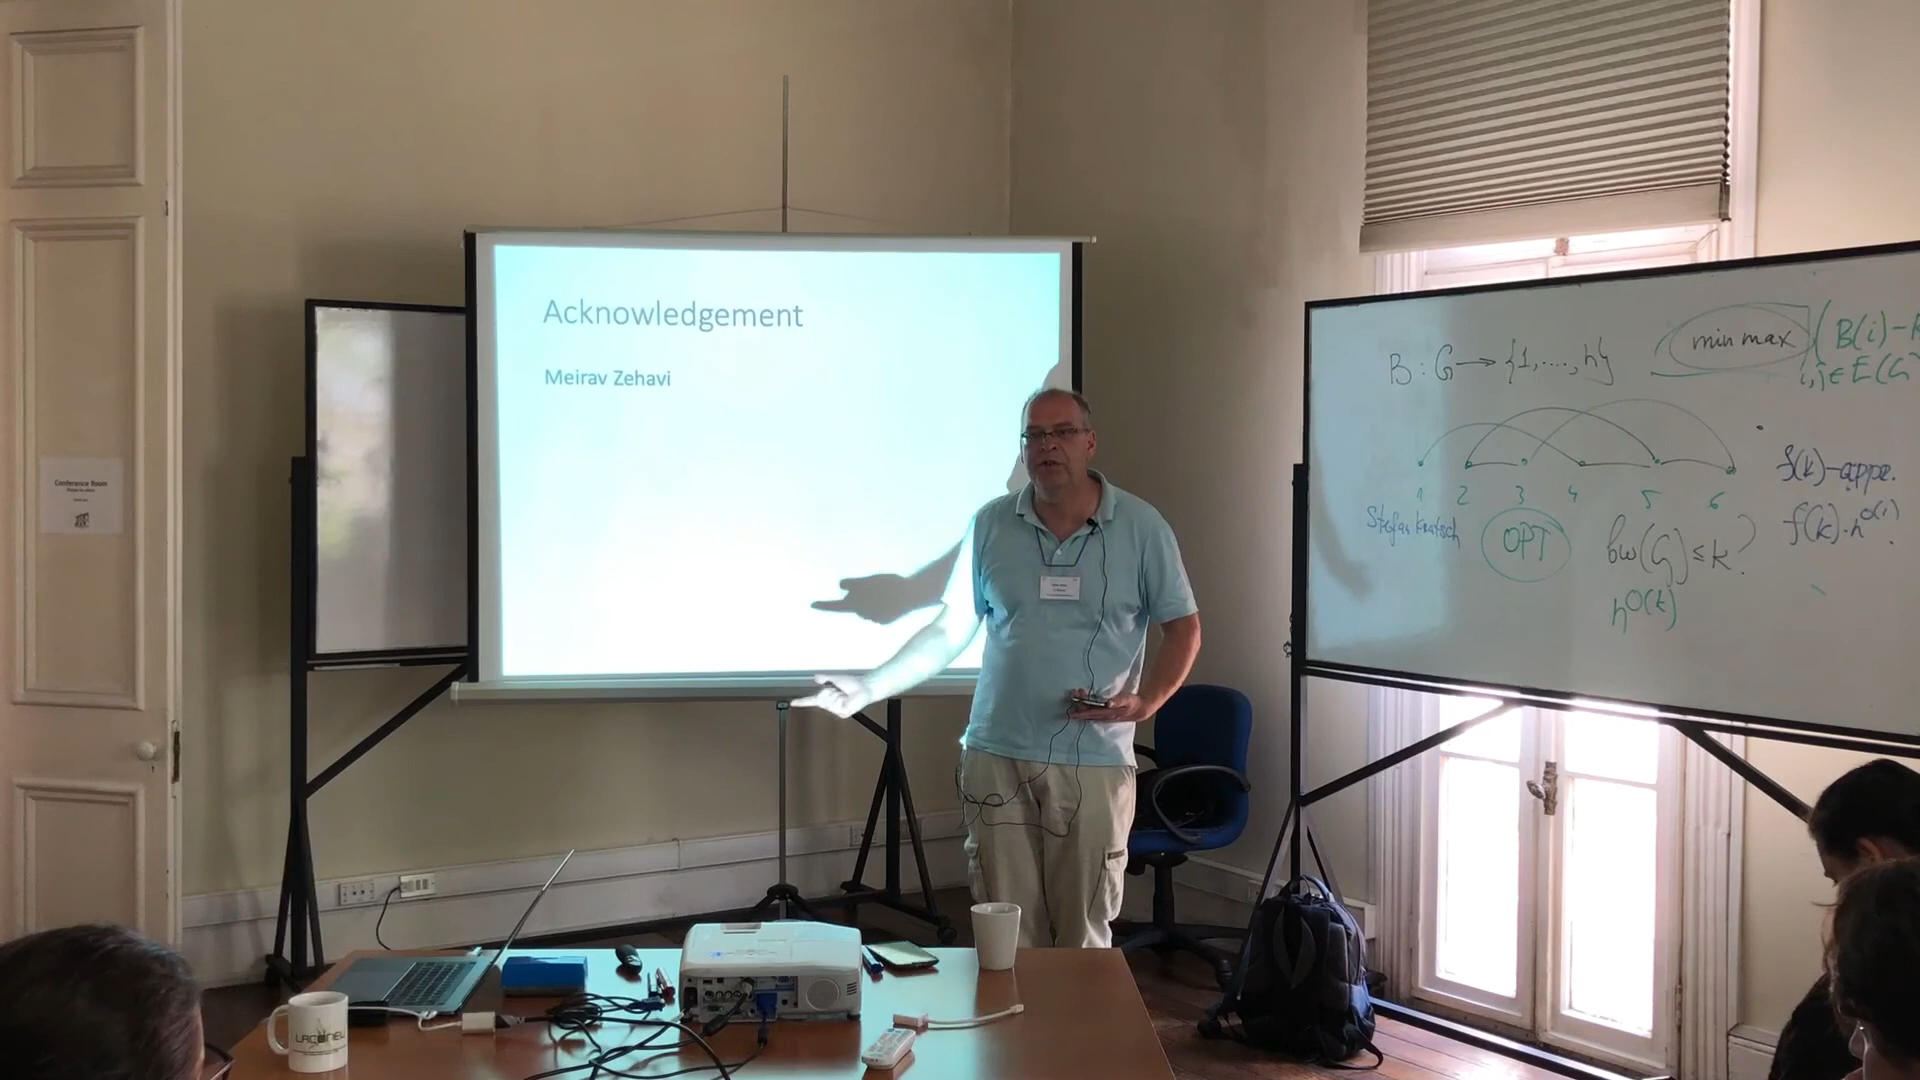 Acknowledgement
Meirav Zehavi
Conference Room
B : G → {1, ...., n}
min max
(B(i)-
i,j ∈ E(G
1 2 3 4 5 6
f(k)-appr.
Stefan Kratsch
OPT
bw(G) ≤ k ?
f(k)·n^O(1)
n^O(k)